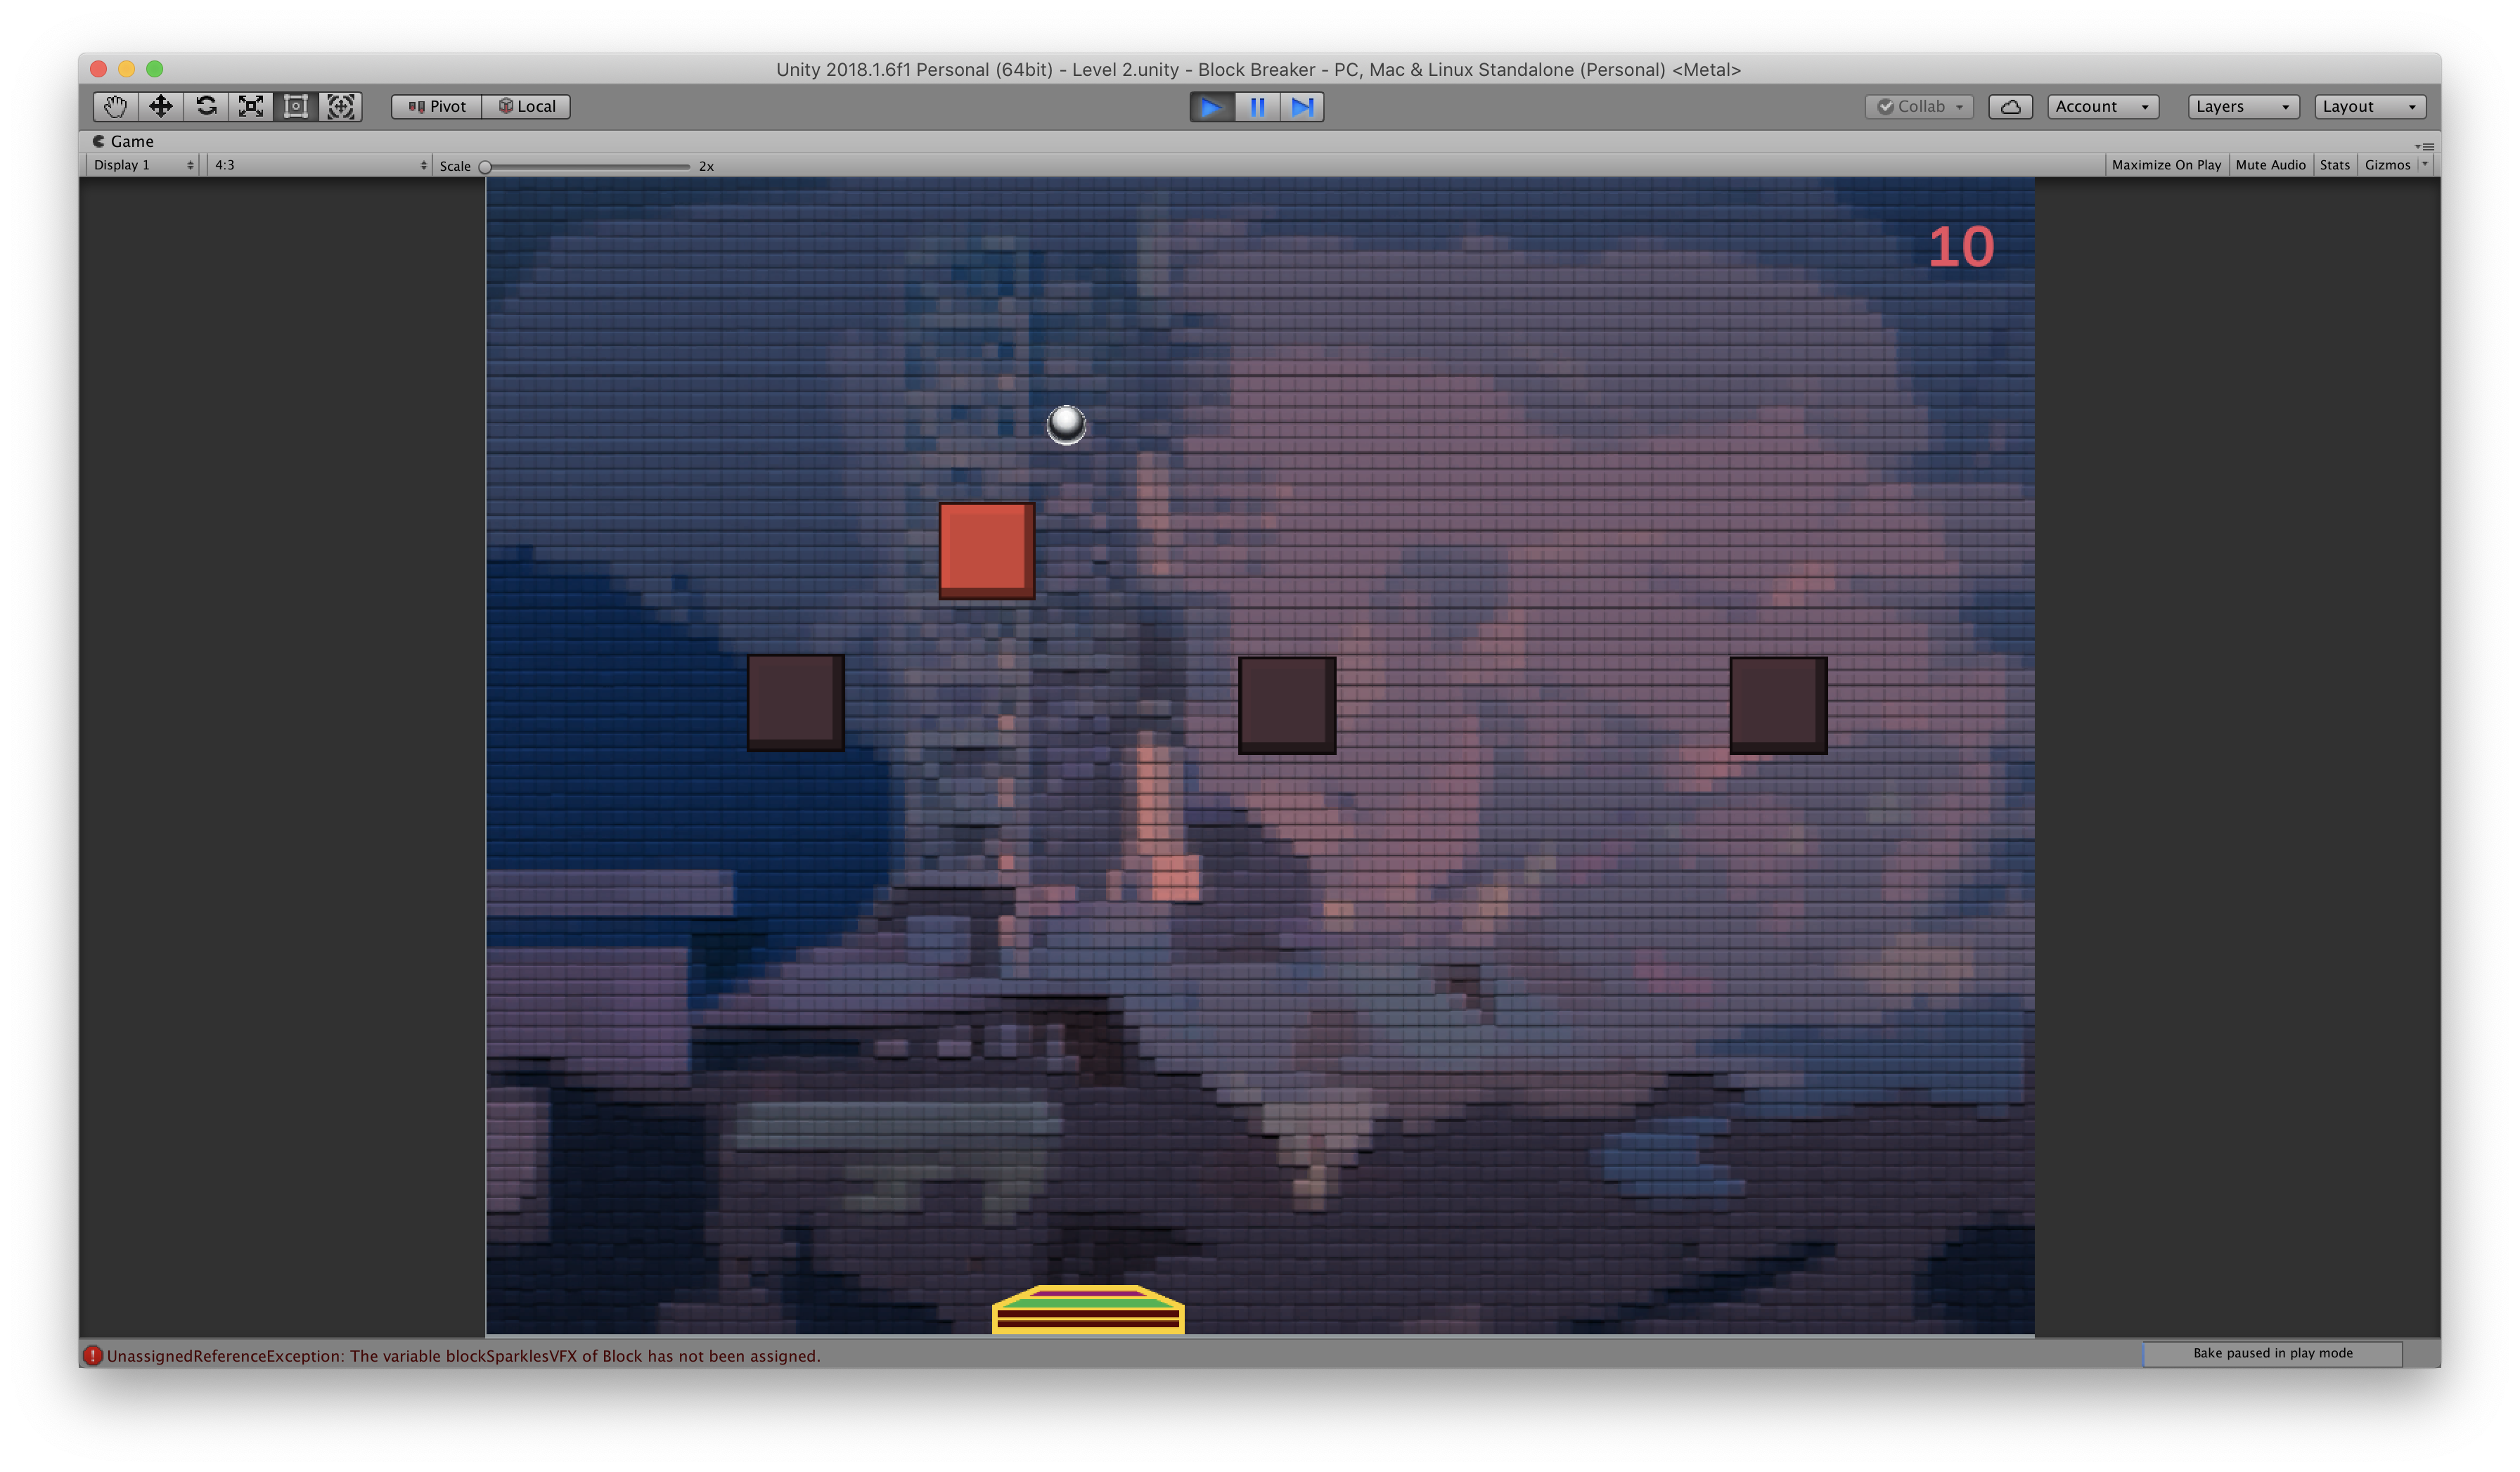 Unity 2018.1.6f1 Personal (64bit) - Level 2.unity - Block Breaker - PC, Mac & Linux Standalone (Personal) <Metal>
Pivot Local Collab Account Layers Layout
Game
Display 1 4:3 Scale 2x Maximize On Play Mute Audio Stats Gizmos
10
UnassignedReferenceException: The variable blockSparklesVFX of Block has not been assigned. Bake paused in play mode